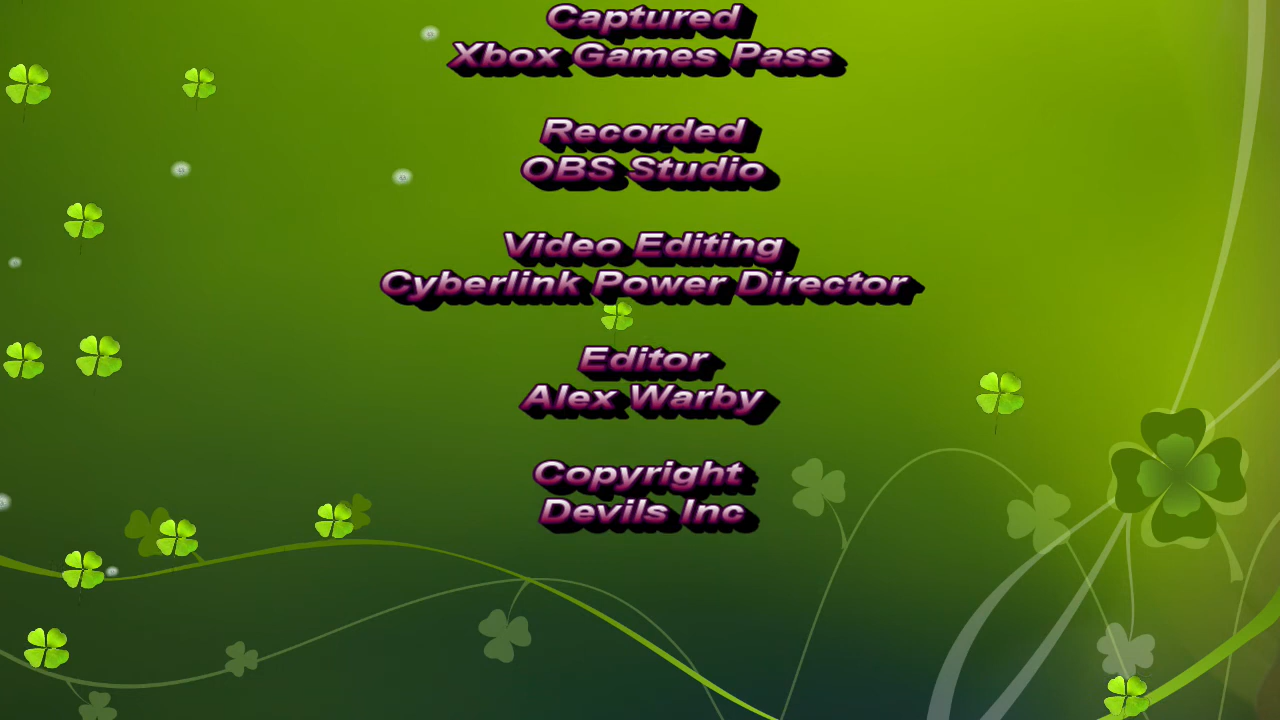 Captured
Xbox Games Pass
Recorded
OBS Studio
Video Editing
Cyberlink Power Director
Editor
Alex Warby
Copyright
Devils Inc